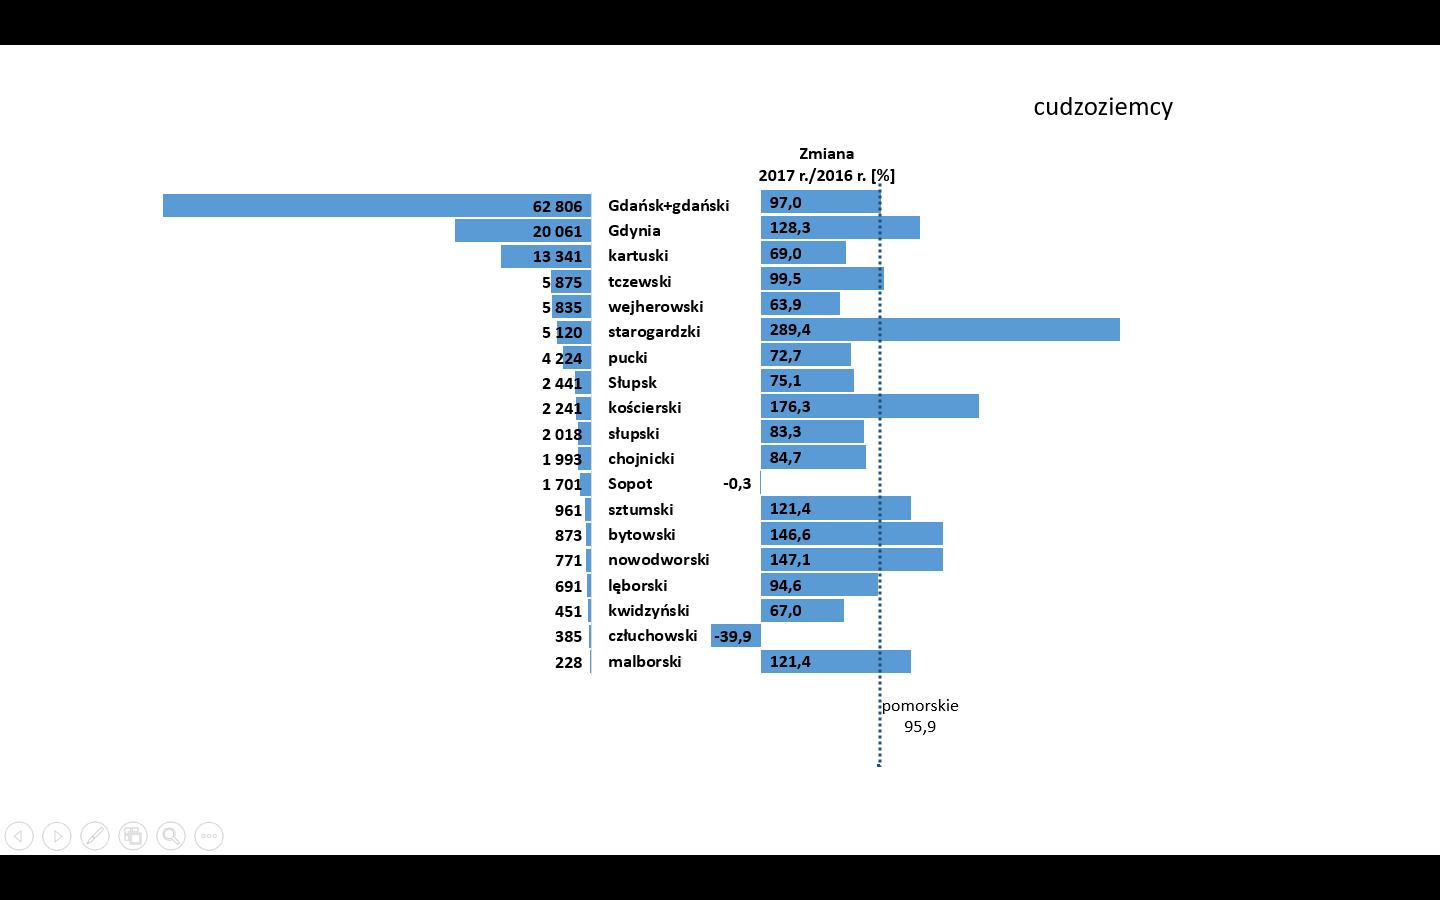 cudzoziemcy
Zmiana
2017 r./2016 r. [%]
62 806 Gdańsk+gdański 97,0
20 061 Gdynia 128,3
13 341 kartuski 69,0
5 875 tczewski 99,5
5 835 wejherowski 63,9
5 120 starogardzki 289,4
4 224 pucki 72,7
2 441 Słupsk 75,1
2 241 kościerski 176,3
2 018 słupski 83,3
1 993 chojnicki 84,7
1 701 Sopot -0,3
961 sztumski 121,4
873 bytowski 146,6
771 nowodworski 147,1
691 lęborski 94,6
451 kwidzyński 67,0
385 człuchowski -39,9
228 malborski 121,4
pomorskie
95,9